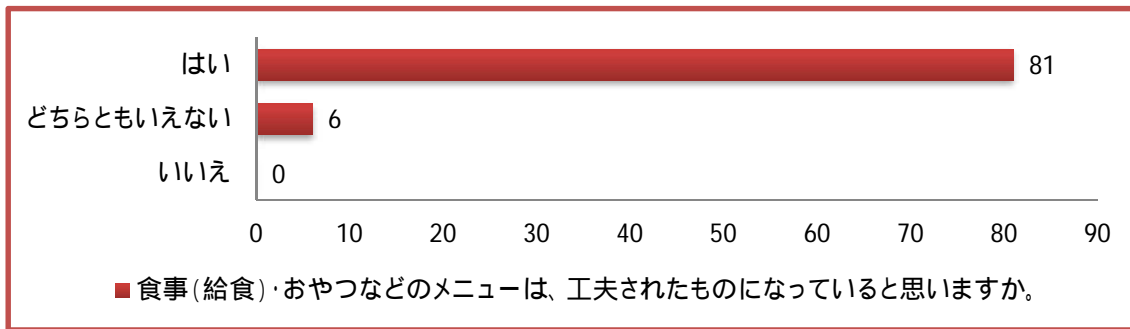 はい 81
どちらともいえない 6
いいえ 0
0 10 20 30 40 50 60 70 80 90
食事(給食)・おやつなどのメニューは、工夫されたものになっていると思いますか。